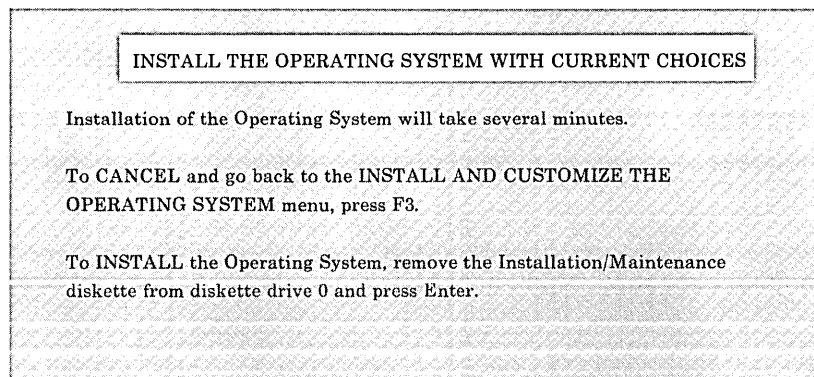 INSTALL THE OPERATING SYSTEM WITH CURRENT CHOICES
Installation of the Operating System will take several minutes.
To CANCEL and go back to the INSTALL AND CUSTOMIZE THE
OPERATING SYSTEM menu, press F3.
To INSTALL the Operating System, remove the Installation/Maintenance
diskette from diskette drive 0 and press Enter.